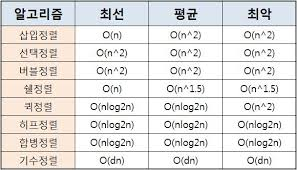 알고리즘 최선 평균 최악
삽입정렬 O(n) O(n^2) O(n^2)
선택정렬 O(n^2) O(n^2) O(n^2)
버블정렬 O(n^2) O(n^2) O(n^2)
쉘정렬 O(n) O(n^1.5) O(n^2)
퀵정렬 O(nlog2n) O(nlog2n) O(n^2)
히프정렬 O(nlog2n) O(nlog2n) O(nlog2n)
합병정렬 O(nlog2n) O(nlog2n) O(nlog2n)
기수정렬 O(dn) O(dn) O(dn)